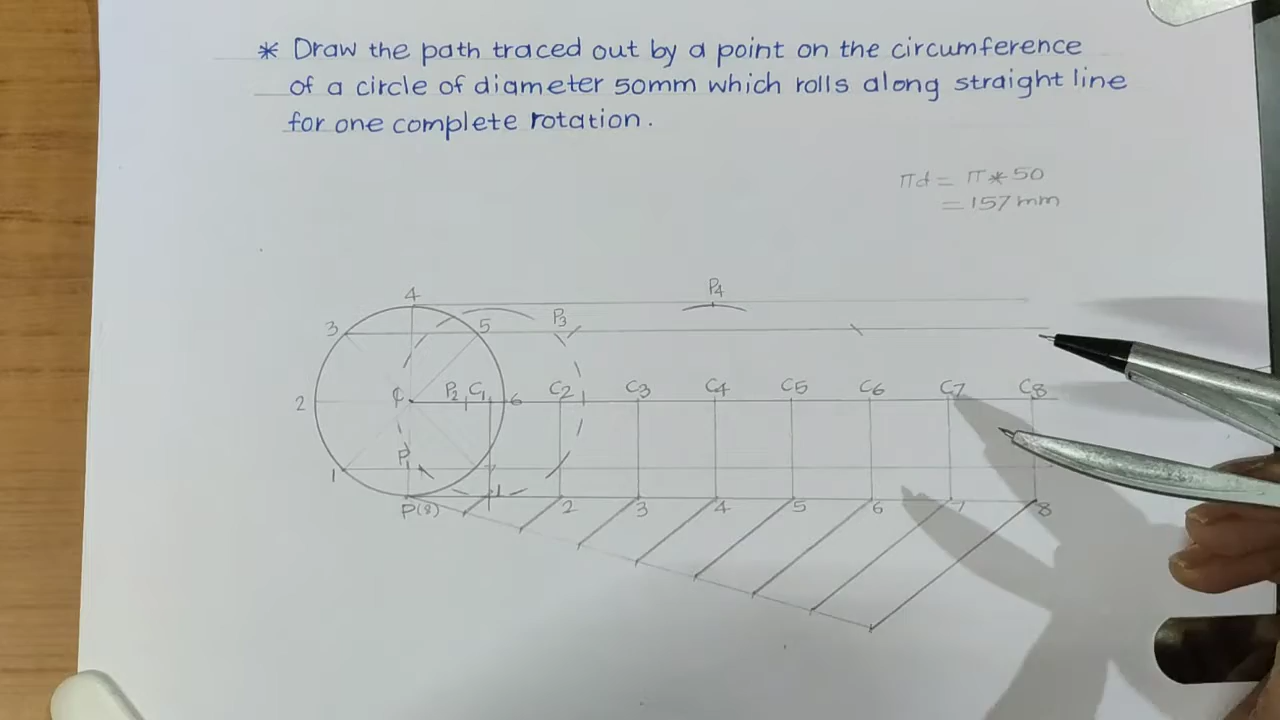 * Draw the path traced out by a point on the circumference
of a circle of diameter 50mm which rolls along straight line
for one complete rotation.
πd = π*50
= 157mm
4 P4
3 5 P3
2 C P2 C1 6 C2 C3 C4 C5 C6 C7 C8
1 P1
P(8) 1 2 3 4 5 6 7 8